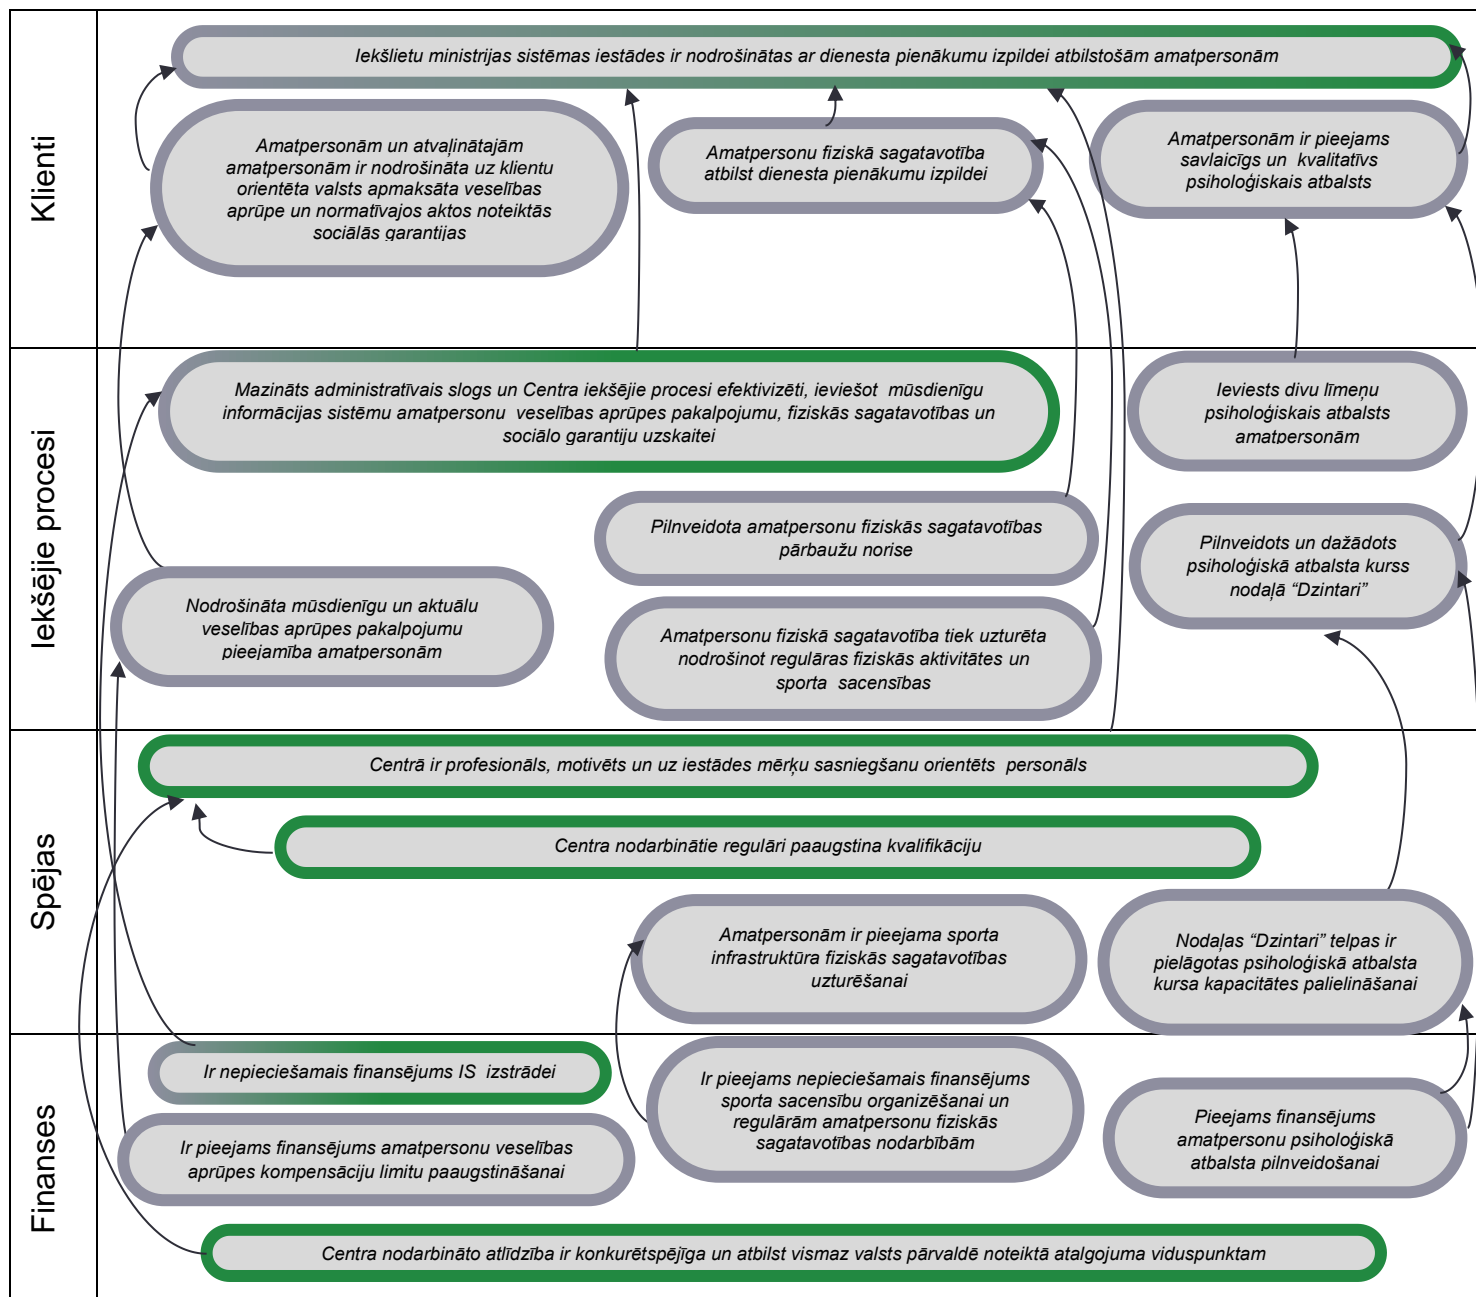 Klienti
Iekšlietu ministrijas sistēmas iestādes ir nodrošinātas ar dienesta pienākumu izpildei atbilstošām amatpersonām
Amatpersonām un atvaļinātajām
amatpersonām ir nodrošināta uz klientu
orientēta valsts apmaksāta veselības
aprūpe un normatīvajos aktos noteiktās
sociālās garantijas
Amatpersonu fiziskā sagatavotība
atbilst dienesta pienākumu izpildei
Amatpersonām ir pieejams
savlaicīgs un kvalitatīvs
psiholoģiskais atbalsts
Iekšējie procesi
Mazināts administratīvais slogs un Centra iekšējie procesi efektivizēti, ieviešot mūsdienīgu
informācijas sistēmu amatpersonu veselības aprūpes pakalpojumu, fiziskās sagatavotības un
sociālo garantiju uzskaitei
Ieviests divu līmeņu
psiholoģiskais atbalsts
amatpersonām
Pilnveidota amatpersonu fiziskās sagatavotības
pārbaužu norise
Pilnveidots un dažādots
psiholoģiskā atbalsta kurss
nodaļā “Dzintari”
Nodrošināta mūsdienīgu un aktuālu
veselības aprūpes pakalpojumu
pieejamība amatpersonām
Amatpersonu fiziskā sagatavotība tiek uzturēta
nodrošinot regulāras fiziskās aktivitātes un
sporta sacensības
Spējas
Centrā ir profesionāls, motivēts un uz iestādes mērķu sasniegšanu orientēts personāls
Centra nodarbinātie regulāri paaugstina kvalifikāciju
Amatpersonām ir pieejama sporta
infrastruktūra fiziskās sagatavotības
uzturēšanai
Nodaļas “Dzintari” telpas ir
pielāgotas psiholoģiskā atbalsta
kursa kapacitātes palielināšanai
Finanses
Ir nepieciešamais finansējums IS izstrādei
Ir pieejams nepieciešamais finansējums
sporta sacensību organizēšanai un
regulārām amatpersonu fiziskās
sagatavotības nodarbībām
Pieejams finansējums
amatpersonu psiholoģiskā
atbalsta pilnveidošanai
Ir pieejams finansējums amatpersonu veselības
aprūpes kompensāciju limitu paaugstināšanai
Centra nodarbināto atlīdzība ir konkurētspējīga un atbilst vismaz valsts pārvaldē noteiktā atalgojuma viduspunktam